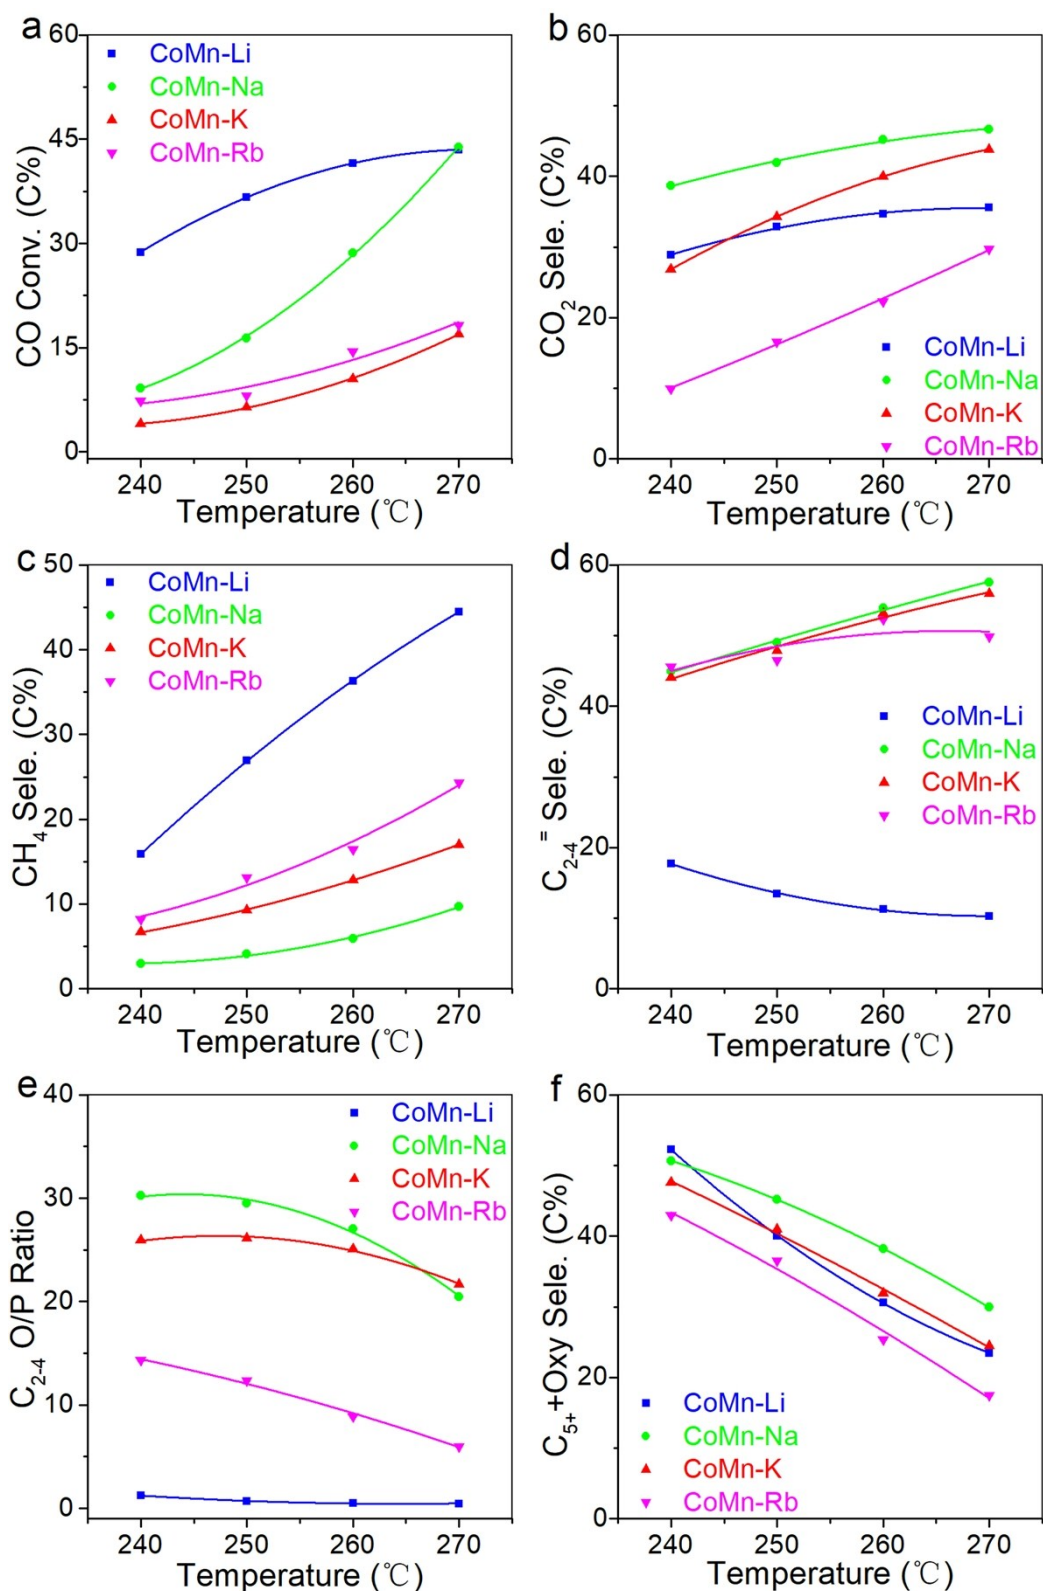 a
60
45
30
15
0
CO Conv. (C%)
CoMn-Li
CoMn-Na
CoMn-K
CoMn-Rb
240 250 260 270
Temperature (℃)
b
60
40
20
0
CO₂ Sele. (C%)
CoMn-Li
CoMn-Na
CoMn-K
CoMn-Rb
240 250 260 270
Temperature (℃)
c
50
40
30
20
10
0
CH₄ Sele. (C%)
CoMn-Li
CoMn-Na
CoMn-K
CoMn-Rb
240 250 260 270
Temperature (℃)
d
60
40
20
0
C₂₋₄⁼ Sele. (C%)
CoMn-Li
CoMn-Na
CoMn-K
CoMn-Rb
240 250 260 270
Temperature (℃)
e
40
30
20
10
0
C₂₋₄ O/P Ratio
CoMn-Li
CoMn-Na
CoMn-K
CoMn-Rb
240 250 260 270
Temperature (℃)
f
60
40
20
0
C₅₊+Oxy Sele. (C%)
CoMn-Li
CoMn-Na
CoMn-K
CoMn-Rb
240 250 260 270
Temperature (℃)